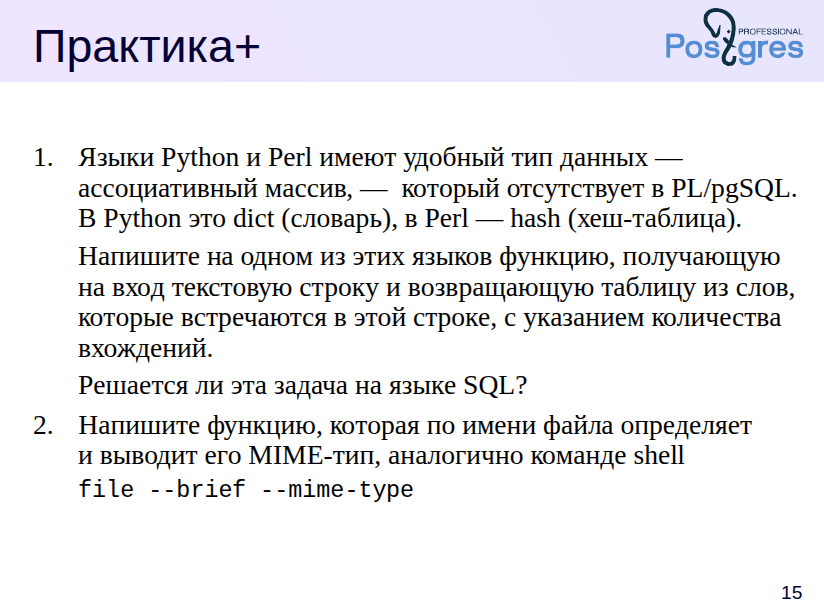 Практика+
PROFESSIONAL
Postgres
1. Языки Python и Perl имеют удобный тип данных —
ассоциативный массив, — который отсутствует в PL/pgSQL.
В Python это dict (словарь), в Perl — hash (хеш-таблица).
Напишите на одном из этих языков функцию, получающую
на вход текстовую строку и возвращающую таблицу из слов,
которые встречаются в этой строке, с указанием количества
вхождений.
Решается ли эта задача на языке SQL?
2. Напишите функцию, которая по имени файла определяет
и выводит его MIME-тип, аналогично команде shell
file --brief --mime-type
15